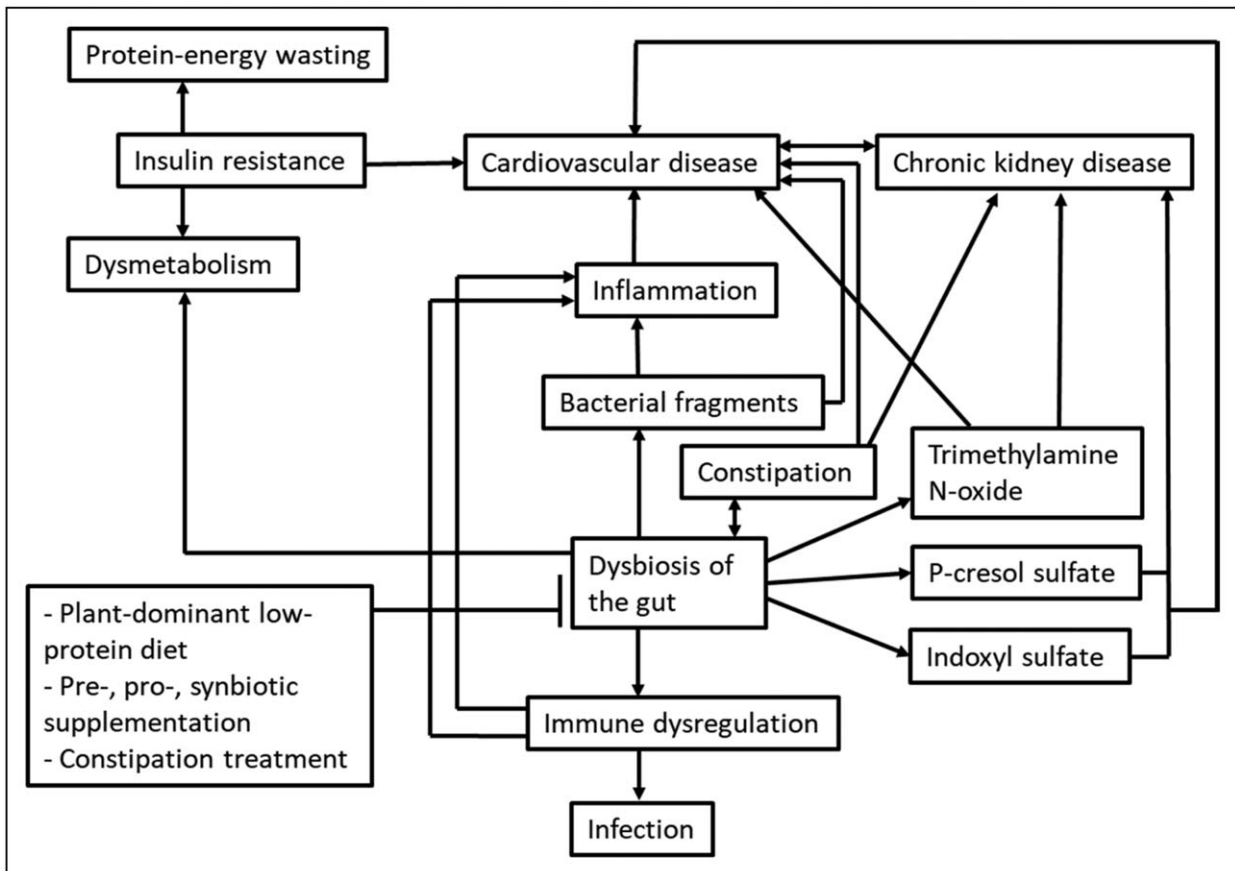 Protein-energy wasting
Insulin resistance
Cardiovascular disease
Chronic kidney disease
Dysmetabolism
Inflammation
Bacterial fragments
Constipation
Trimethylamine
N-oxide
Dysbiosis of
the gut
P-cresol sulfate
Indoxyl sulfate
- Plant-dominant low-
protein diet
- Pre-, pro-, synbiotic
supplementation
- Constipation treatment
Immune dysregulation
Infection